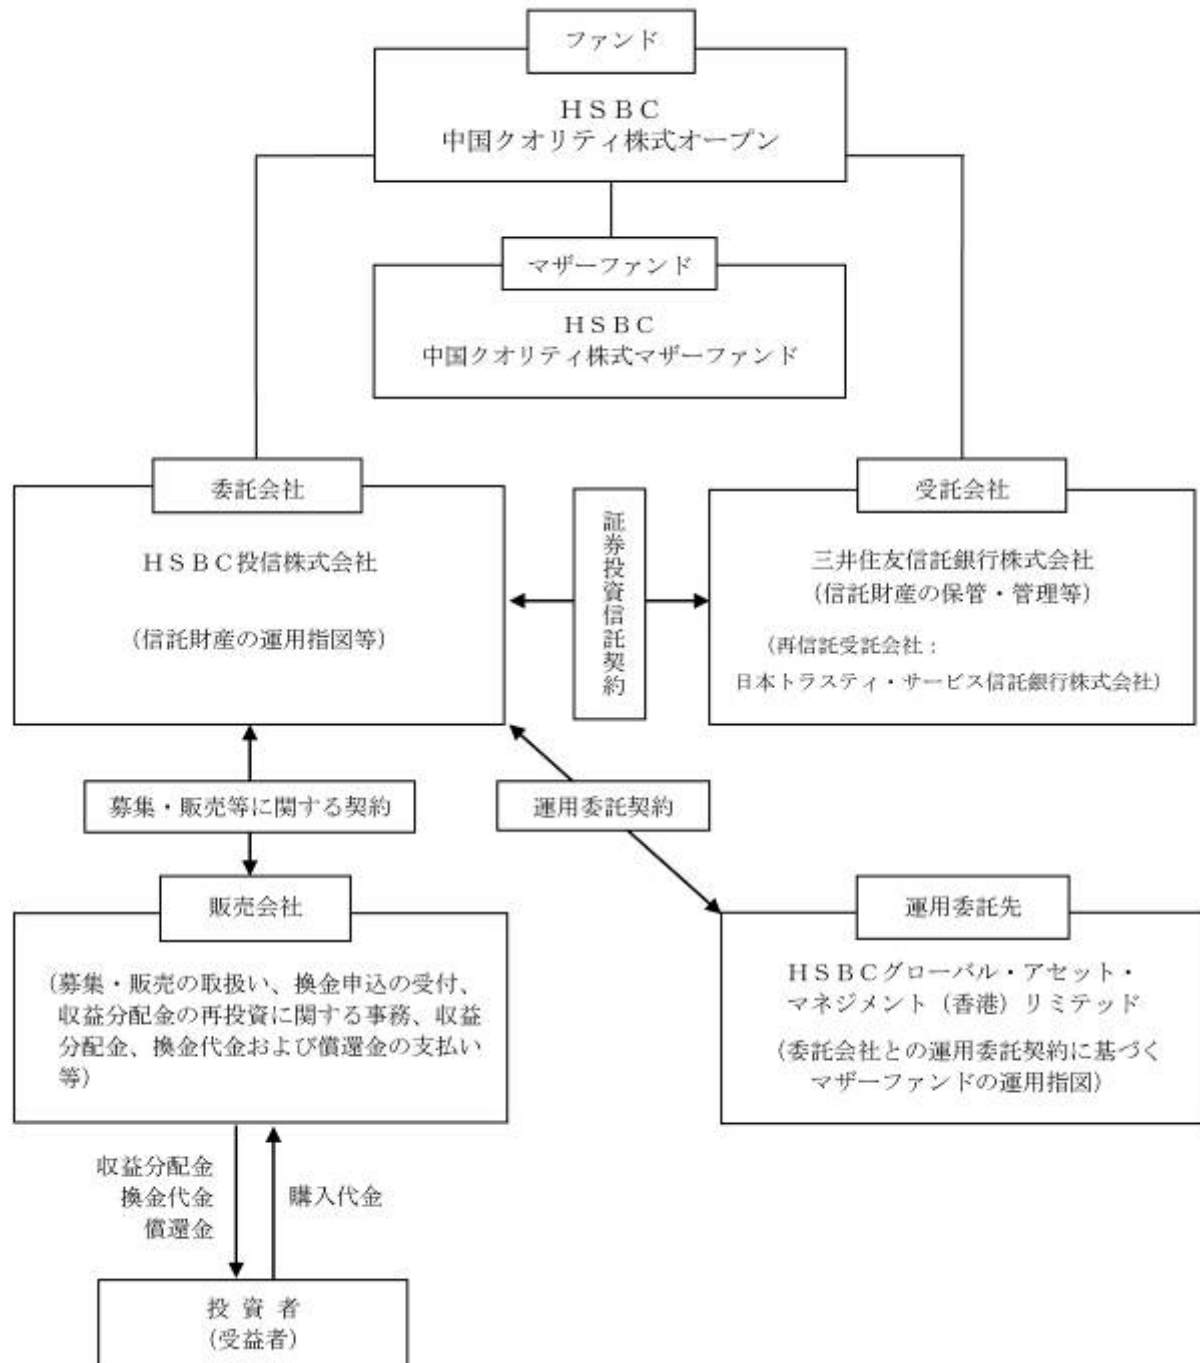 ファンド
HSBC
中国クオリティ株式オープン
マザーファンド
HSBC
中国クオリティ株式マザーファンド
委託会社
HSBC投信株式会社
(信託財産の運用指図等)
証券投資信託契約
受託会社
三井住友信託銀行株式会社
(信託財産の保管・管理等)
(再信託受託会社：
日本トラスティ・サービス信託銀行株式会社)
募集・販売等に関する契約
運用委託契約
販売会社
(募集・販売の取扱い、換金申込の受付、
収益分配金の再投資に関する事務、収益
分配金、換金代金および償還金の支払い
等)
運用委託先
HSBCグローバル・アセット・
マネジメント（香港）リミテッド
(委託会社との運用委託契約に基づく
マザーファンドの運用指図)
収益分配金
換金代金
償還金
購入代金
投 資 者
(受益者)